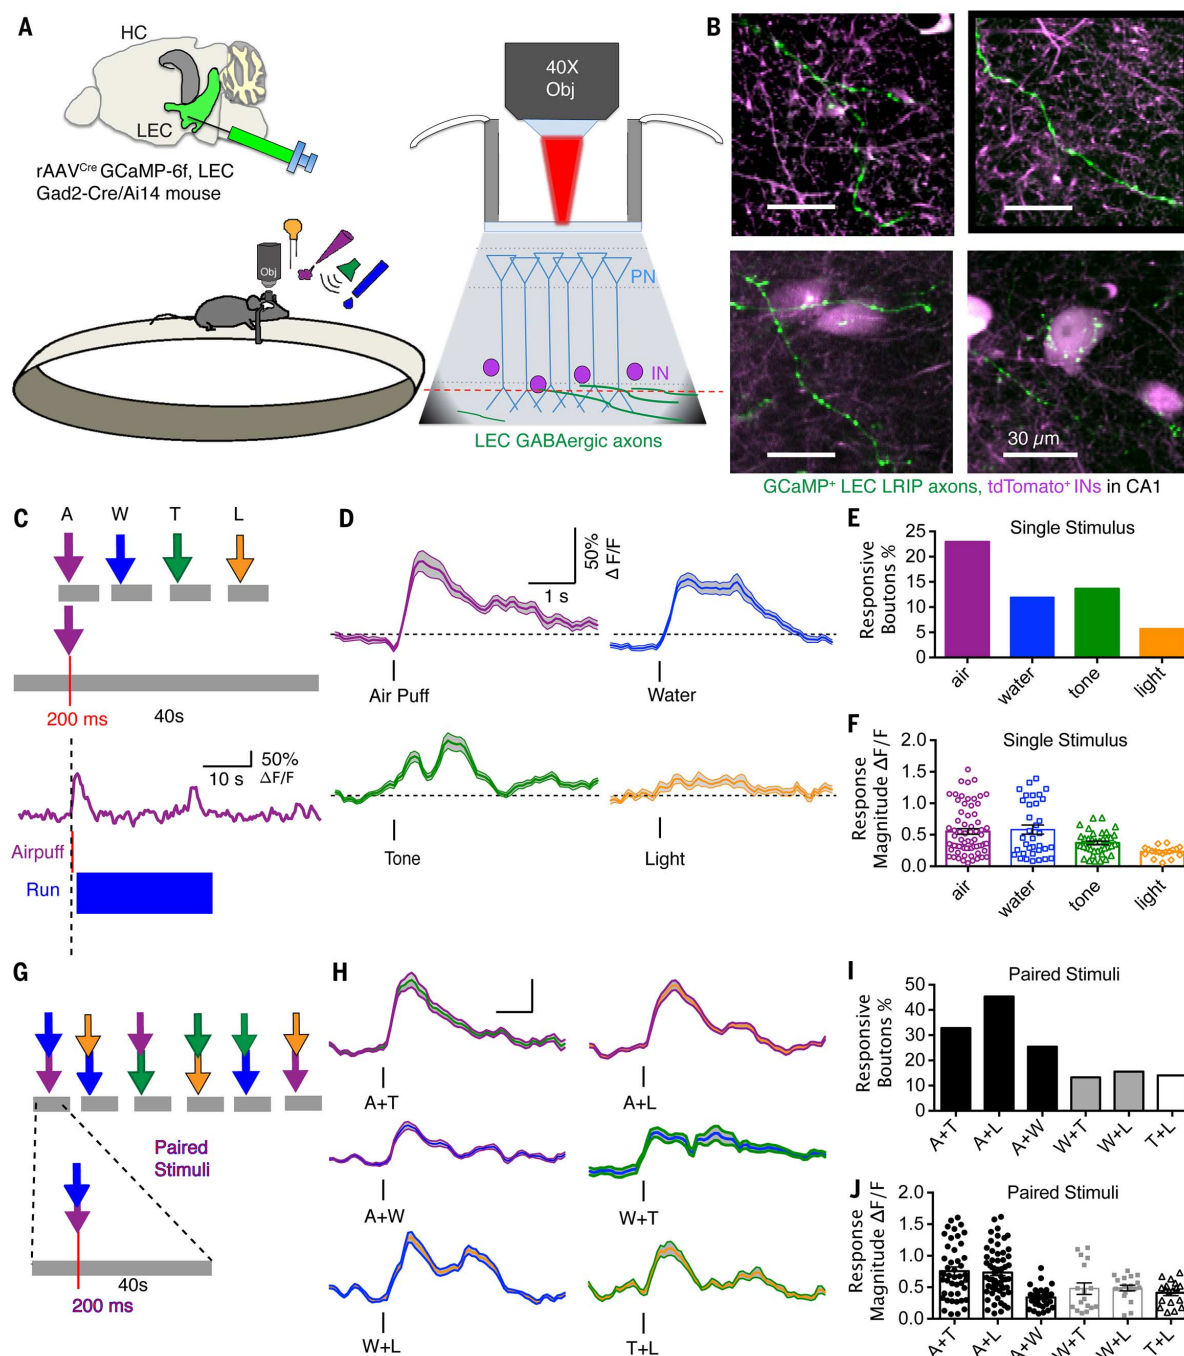 A
HC
LEC
rAAVCre GCaMP-6f, LEC
Gad2-Cre/Ai14 mouse
Obj
40X
Obj
PN
IN
LEC GABAergic axons
B
30 µm
GCaMP+ LEC LRIP axons, tdTomato+ INs in CA1
C
A W T L
200 ms 40s
10 s 50% ΔF/F
Airpuff
Run
D
50% Δ F/F
1 s
Air Puff
Water
Tone
Light
E
Single Stimulus
Responsive Boutons %
25
20
15
10
5
0
air water tone light
F
Single Stimulus
Response Magnitude ΔF/F
2.0
1.5
1.0
0.5
0.0
air water tone light
G
Paired
Stimuli
40s
200 ms
H
A+T
A+L
A+W
W+T
W+L
T+L
I
Paired Stimuli
Responsive Boutons %
50
40
30
20
10
0
A+T A+L A+W W+T W+L T+L
J
Paired Stimuli
Response Magnitude ΔF/F
2.0
1.5
1.0
0.5
0.0
A+T A+L A+W W+T W+L T+L